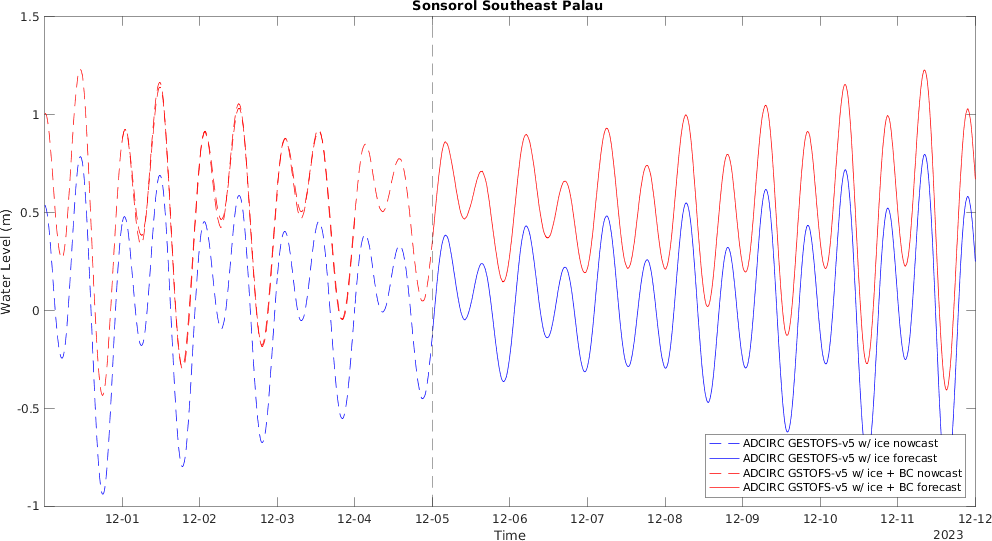 Sonsorol Southeast Palau
1.5
1
0.5
0
-0.5
-1
Water Level (m)
12-01 12-02 12-03 12-04 12-05 12-06 12-07 12-08 12-09 12-10 12-11 12-12
Time
2023
ADCIRC GESTOFS-v5 w/ ice nowcast
ADCIRC GESTOFS-v5 w/ ice forecast
ADCIRC GSTOFS-v5 w/ ice + BC nowcast
ADCIRC GSTOFS-v5 w/ ice + BC forecast